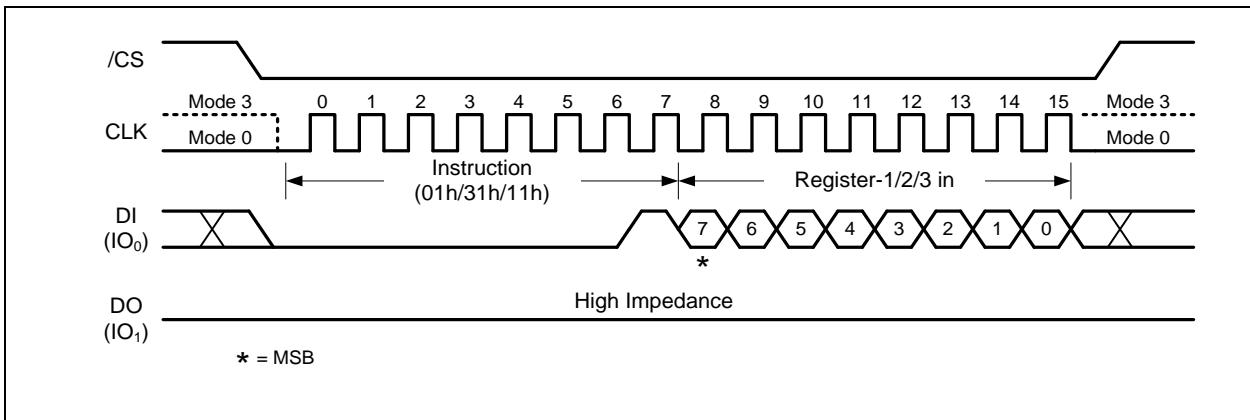 /CS
Mode 3 0 1 2 3 4 5 6 7 8 9 10 11 12 13 14 15 Mode 3
CLK
Mode 0 Mode 0
Instruction
(01h/31h/11h)
Register-1/2/3 in
DI
(IO₀)
7 6 5 4 3 2 1 0
*
High Impedance
DO
(IO₁)
* = MSB